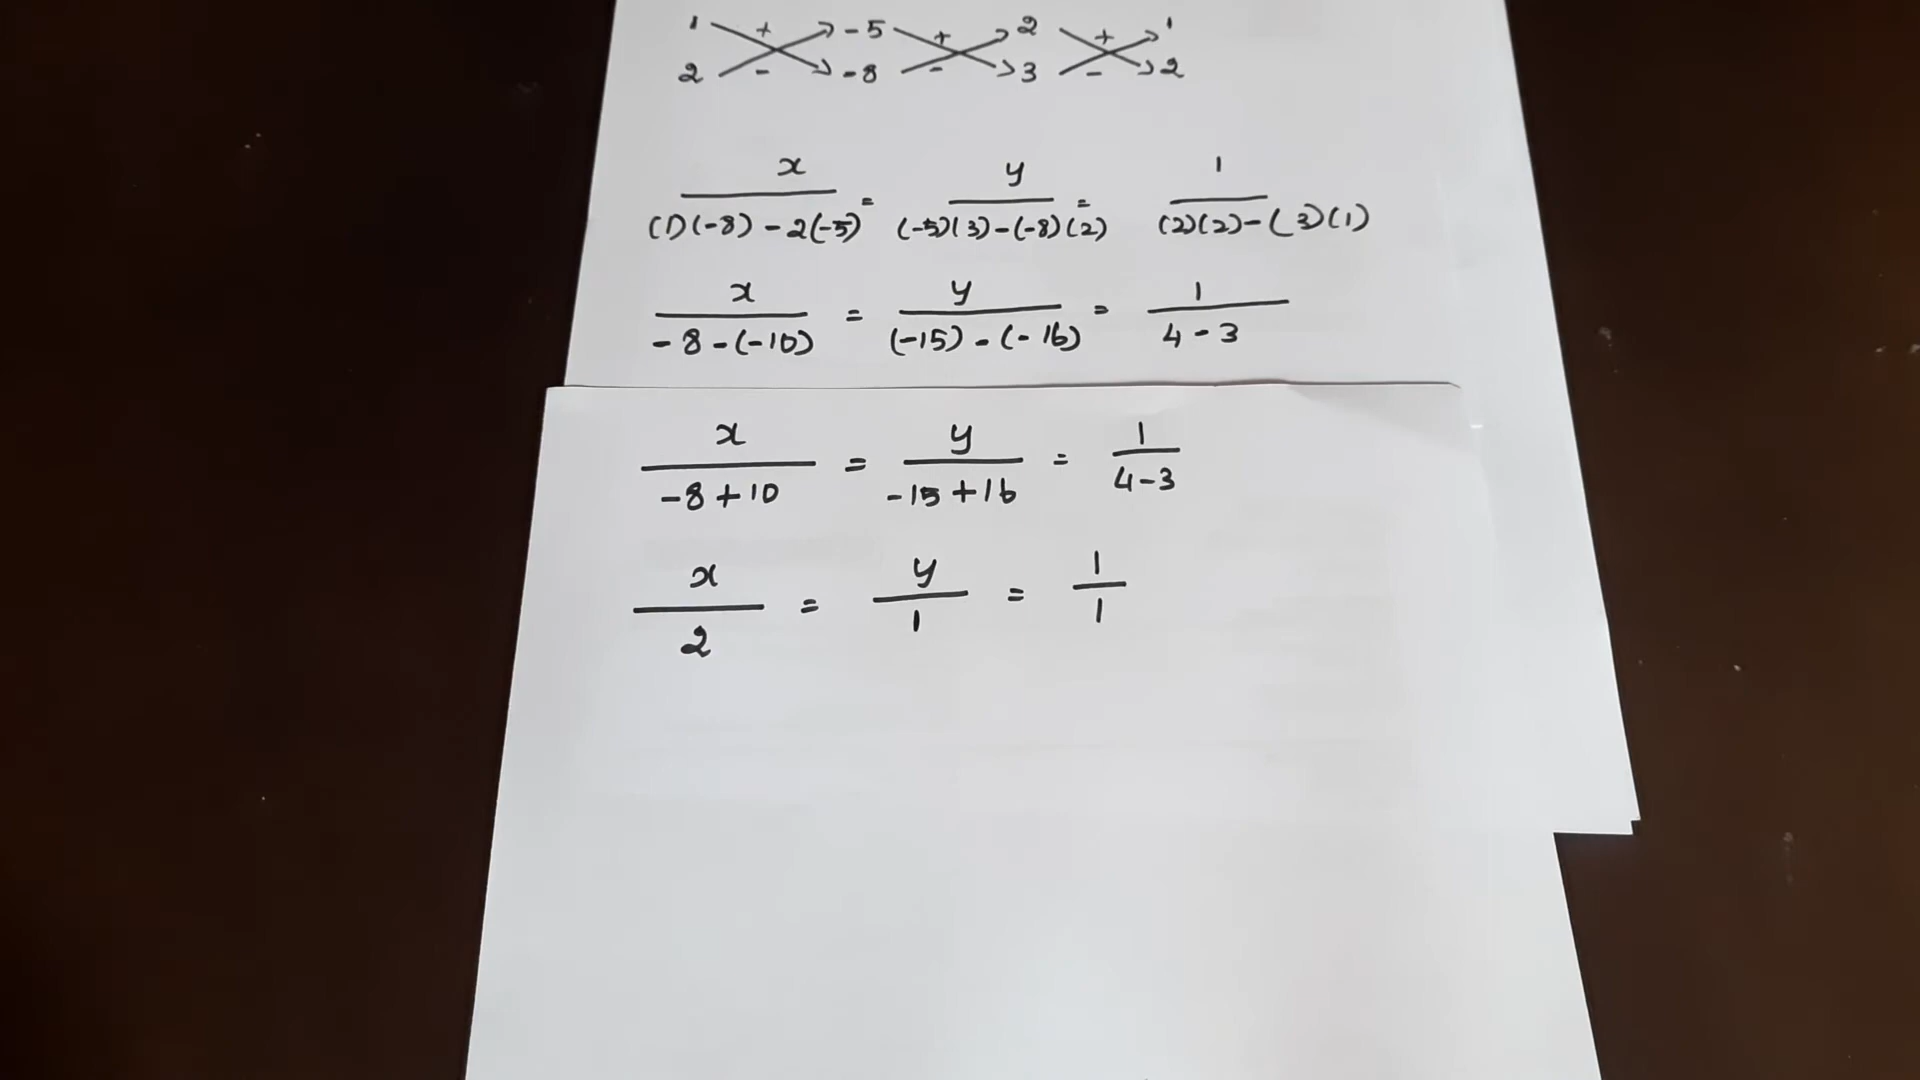 1 + -5 + 2 + 1
2 - -8 - 3 - 2
x/((1)(-8) - 2(-5)) = y/((-5)(3) - (-8)(2)) = 1/((2)(2) - (3)(1))
x/(-8 - (-10)) = y/((-15) - (-16)) = 1/(4 - 3)
x/(-8 + 10) = y/(-15 + 16) = 1/(4 - 3)
x/2 = y/1 = 1/1